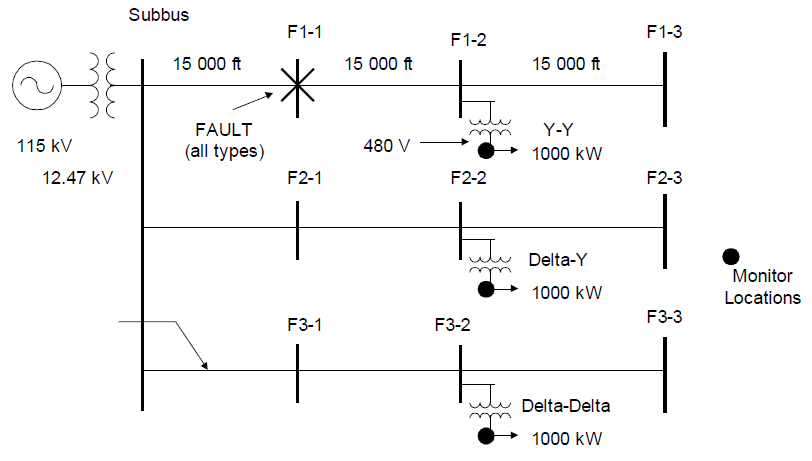 Subbus
F1-1
F1-2
F1-3
15 000 ft
15 000 ft
15 000 ft
FAULT
(all types)
480 V
Y-Y
1000 kW
115 kV
12.47 kV
F2-1
F2-2
F2-3
Delta-Y
1000 kW
Monitor
Locations
F3-1
F3-2
F3-3
Delta-Delta
1000 kW